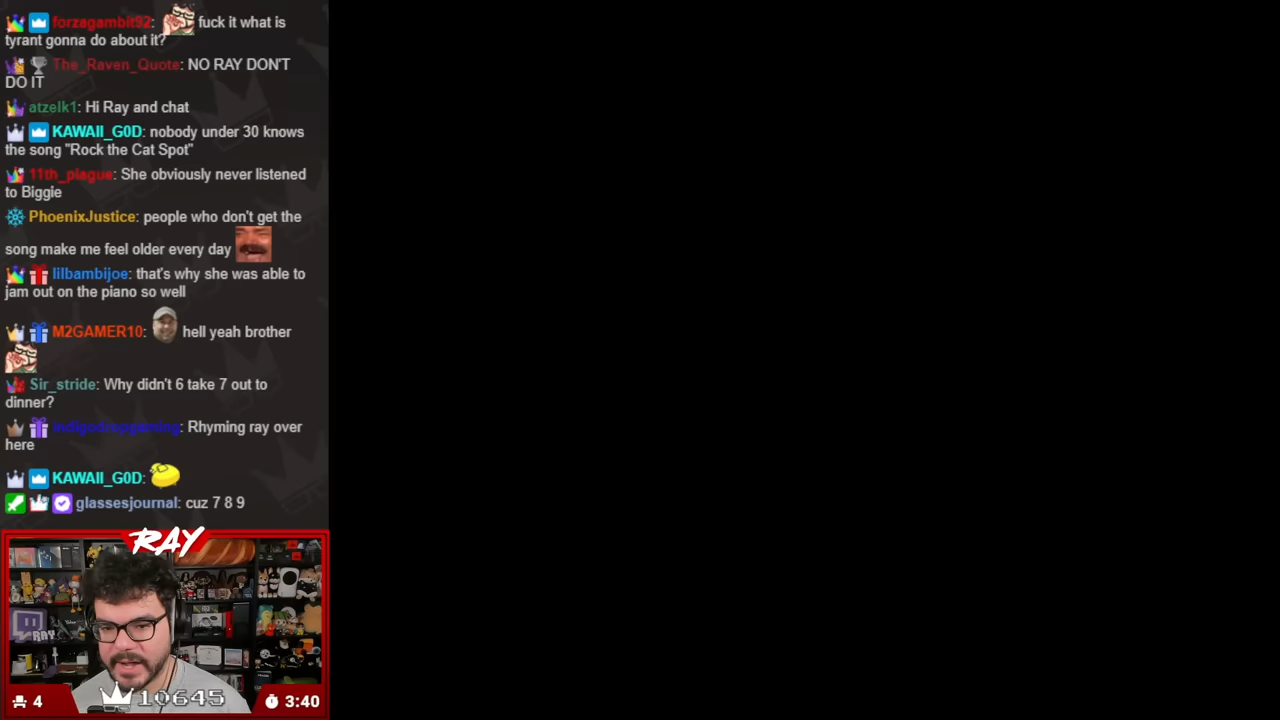 forzagambit92: fuck it what is
tyrant gonna do about it?
The_Raven_Quote: NO RAY DON'T
DO IT
atzelk1: Hi Ray and chat
KAWAII_G0D: nobody under 30 knows
the song "Rock the Cat Spot"
11th_plague: She obviously never listened
to Biggie
PhoenixJustice: people who don't get the
song make me feel older every day
lilbambijoe: that's why she was able to
jam out on the piano so well
M2GAMER10: hell yeah brother
Sir_stride: Why didn't 6 take 7 out to
dinner?
indigodropgaming: Rhyming ray over
here
KAWAII_G0D:
glassesjournal: cuz 7 8 9
RAY
RAY
4
10645
3:40